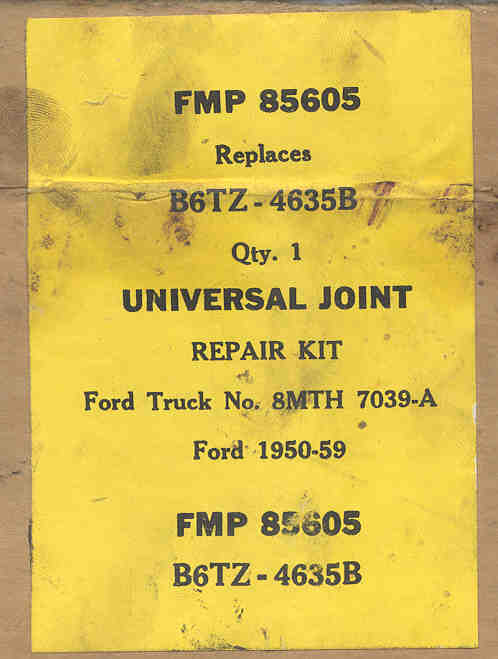 FMP 85605
Replaces
B6TZ - 4635B
Qty. 1
UNIVERSAL JOINT
REPAIR KIT
Ford Truck No. 8MTH 7039-A
Ford 1950-59
FMP 85605
B6TZ - 4635B